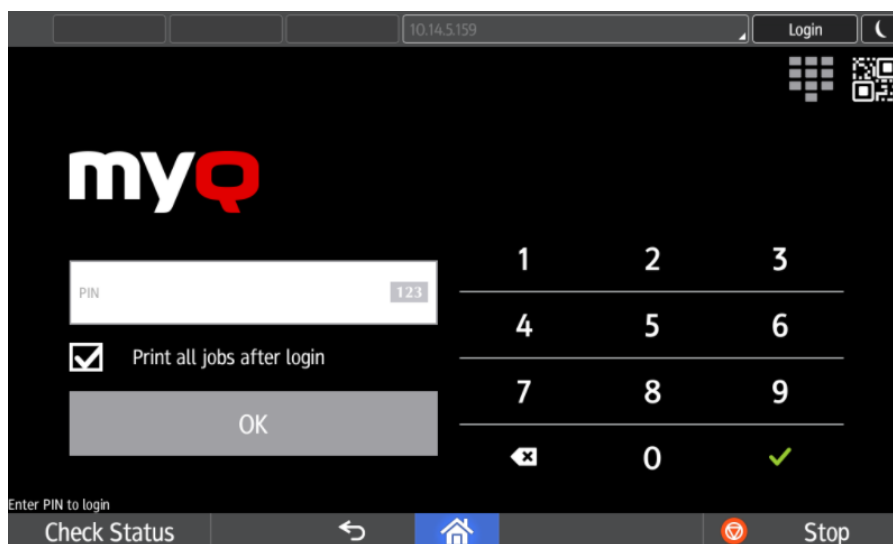 10.14.5.159
Login
myQ
PIN
123
Print all jobs after login
OK
1 2 3
4 5 6
7 8 9
0
Enter PIN to login
Check Status
Stop